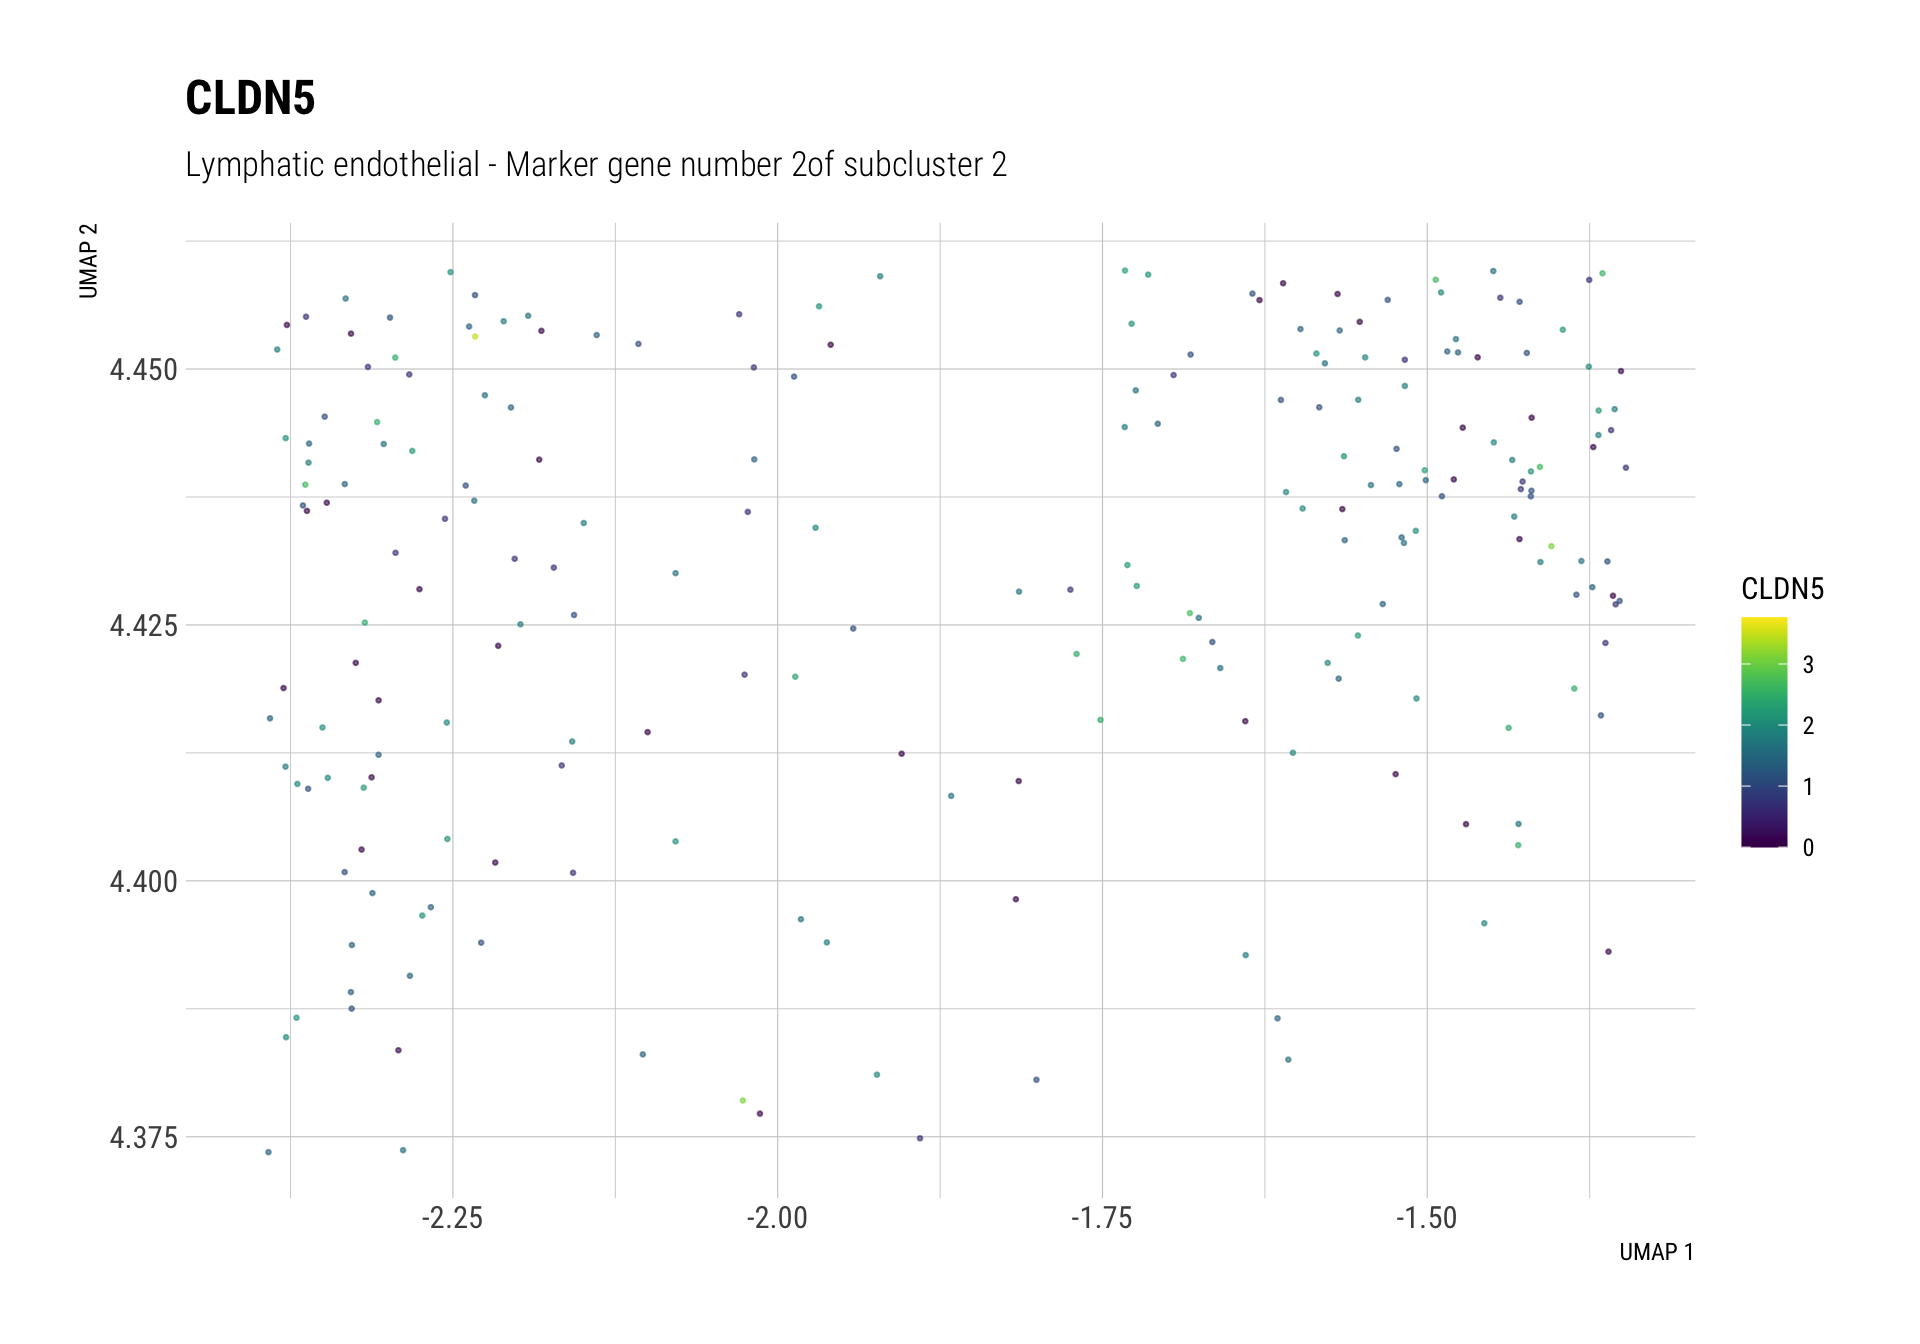 CLDN5
Lymphatic endothelial - Marker gene number 2of subcluster 2
UMAP 2
4.450
4.425
4.400
4.375
-2.25
-2.00
-1.75
-1.50
UMAP 1
CLDN5
3
2
1
0